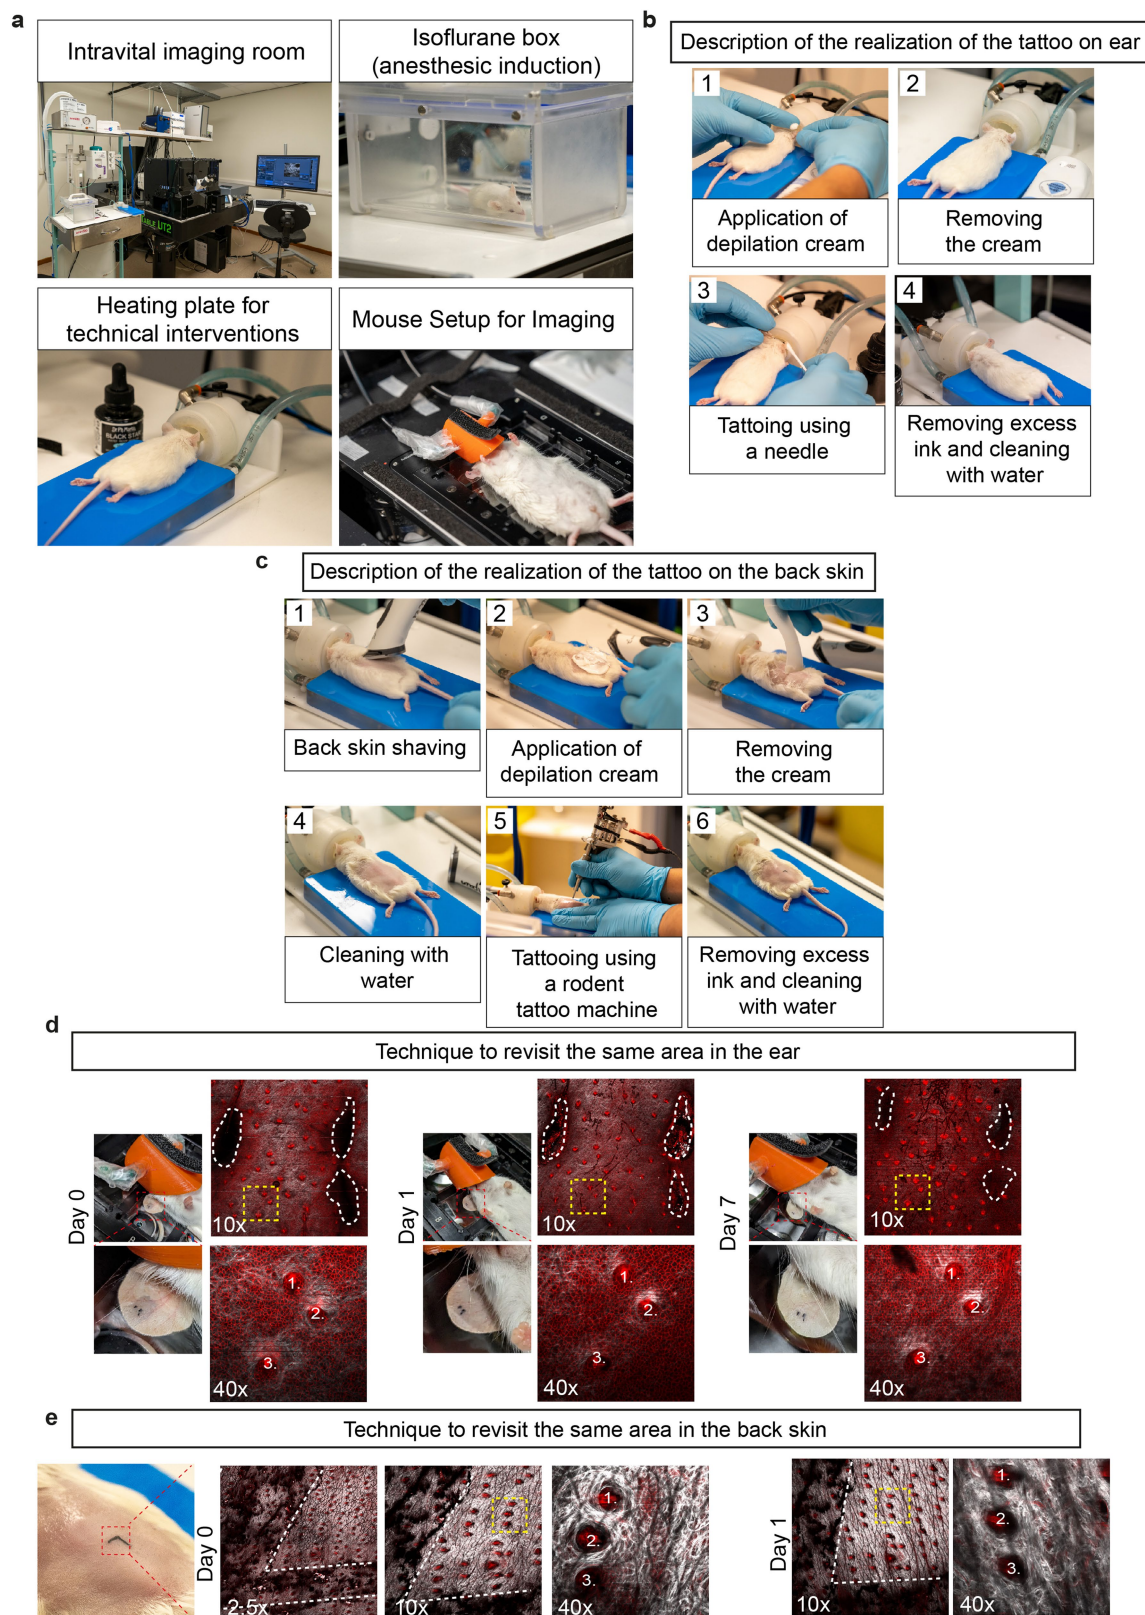 a
Intravital imaging room
Isoflurane box
(anesthesic induction)
TABLE UT2
Heating plate for
technical interventions
BLACK STAR
Mouse Setup for Imaging
b
Description of the realization of the tattoo on ear
1
Application of
depilation cream
2
Removing
the cream
3
Tattoing using
a needle
4
Removing excess
ink and cleaning
with water
c
Description of the realization of the tattoo on the back skin
1
Back skin shaving
2
Application of
depilation cream
3
Removing
the cream
4
Cleaning with
water
5
Tattooing using
a rodent
tattoo machine
6
Removing excess
ink and cleaning
with water
d
Technique to revisit the same area in the ear
Day 0
10x
1.
2.
3.
40x
Day 1
10x
1.
2.
3.
40x
Day 7
10x
1.
2.
3.
40x
e
Technique to revisit the same area in the back skin
Day 0
2.5x
10x
1.
2.
3.
40x
Day 1
10x
1.
2.
3.
40x